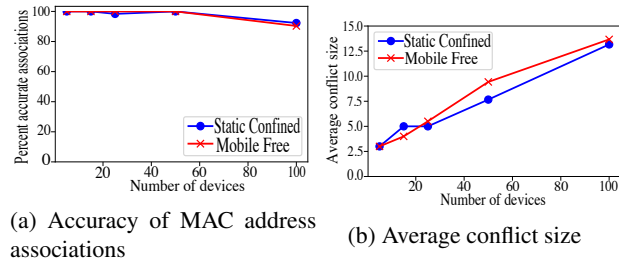 Percent accurate associations
100
80
60
40
20
0
Static Confined
Mobile Free
20 40 60 80 100
Number of devices
(a) Accuracy of MAC address
associations
Average conflict size
15.0
12.5
10.0
7.5
5.0
2.5
0.0
Static Confined
Mobile Free
0 20 40 60 80 100
Number of devices
(b) Average conflict size